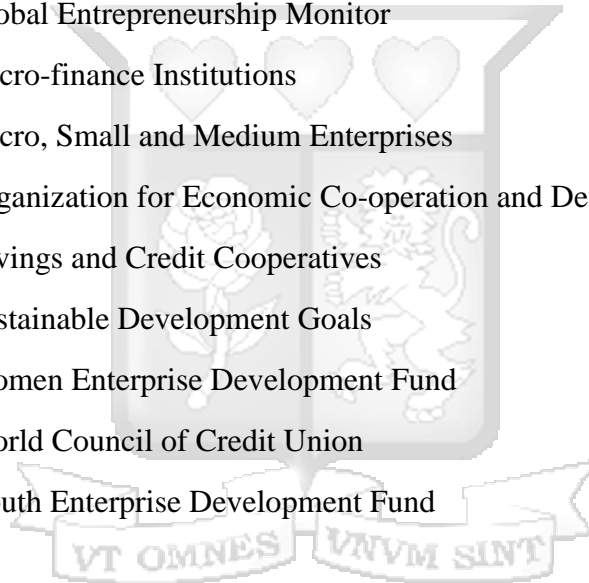 obal Entrepreneurship Monitor
cro-finance Institutions
cro, Small and Medium Enterprises
ganization for Economic Co-operation and De
vings and Credit Cooperatives
stainable Development Goals
omen Enterprise Development Fund
orld Council of Credit Union
outh Enterprise Development Fund
VT OMNES VNVM SINT